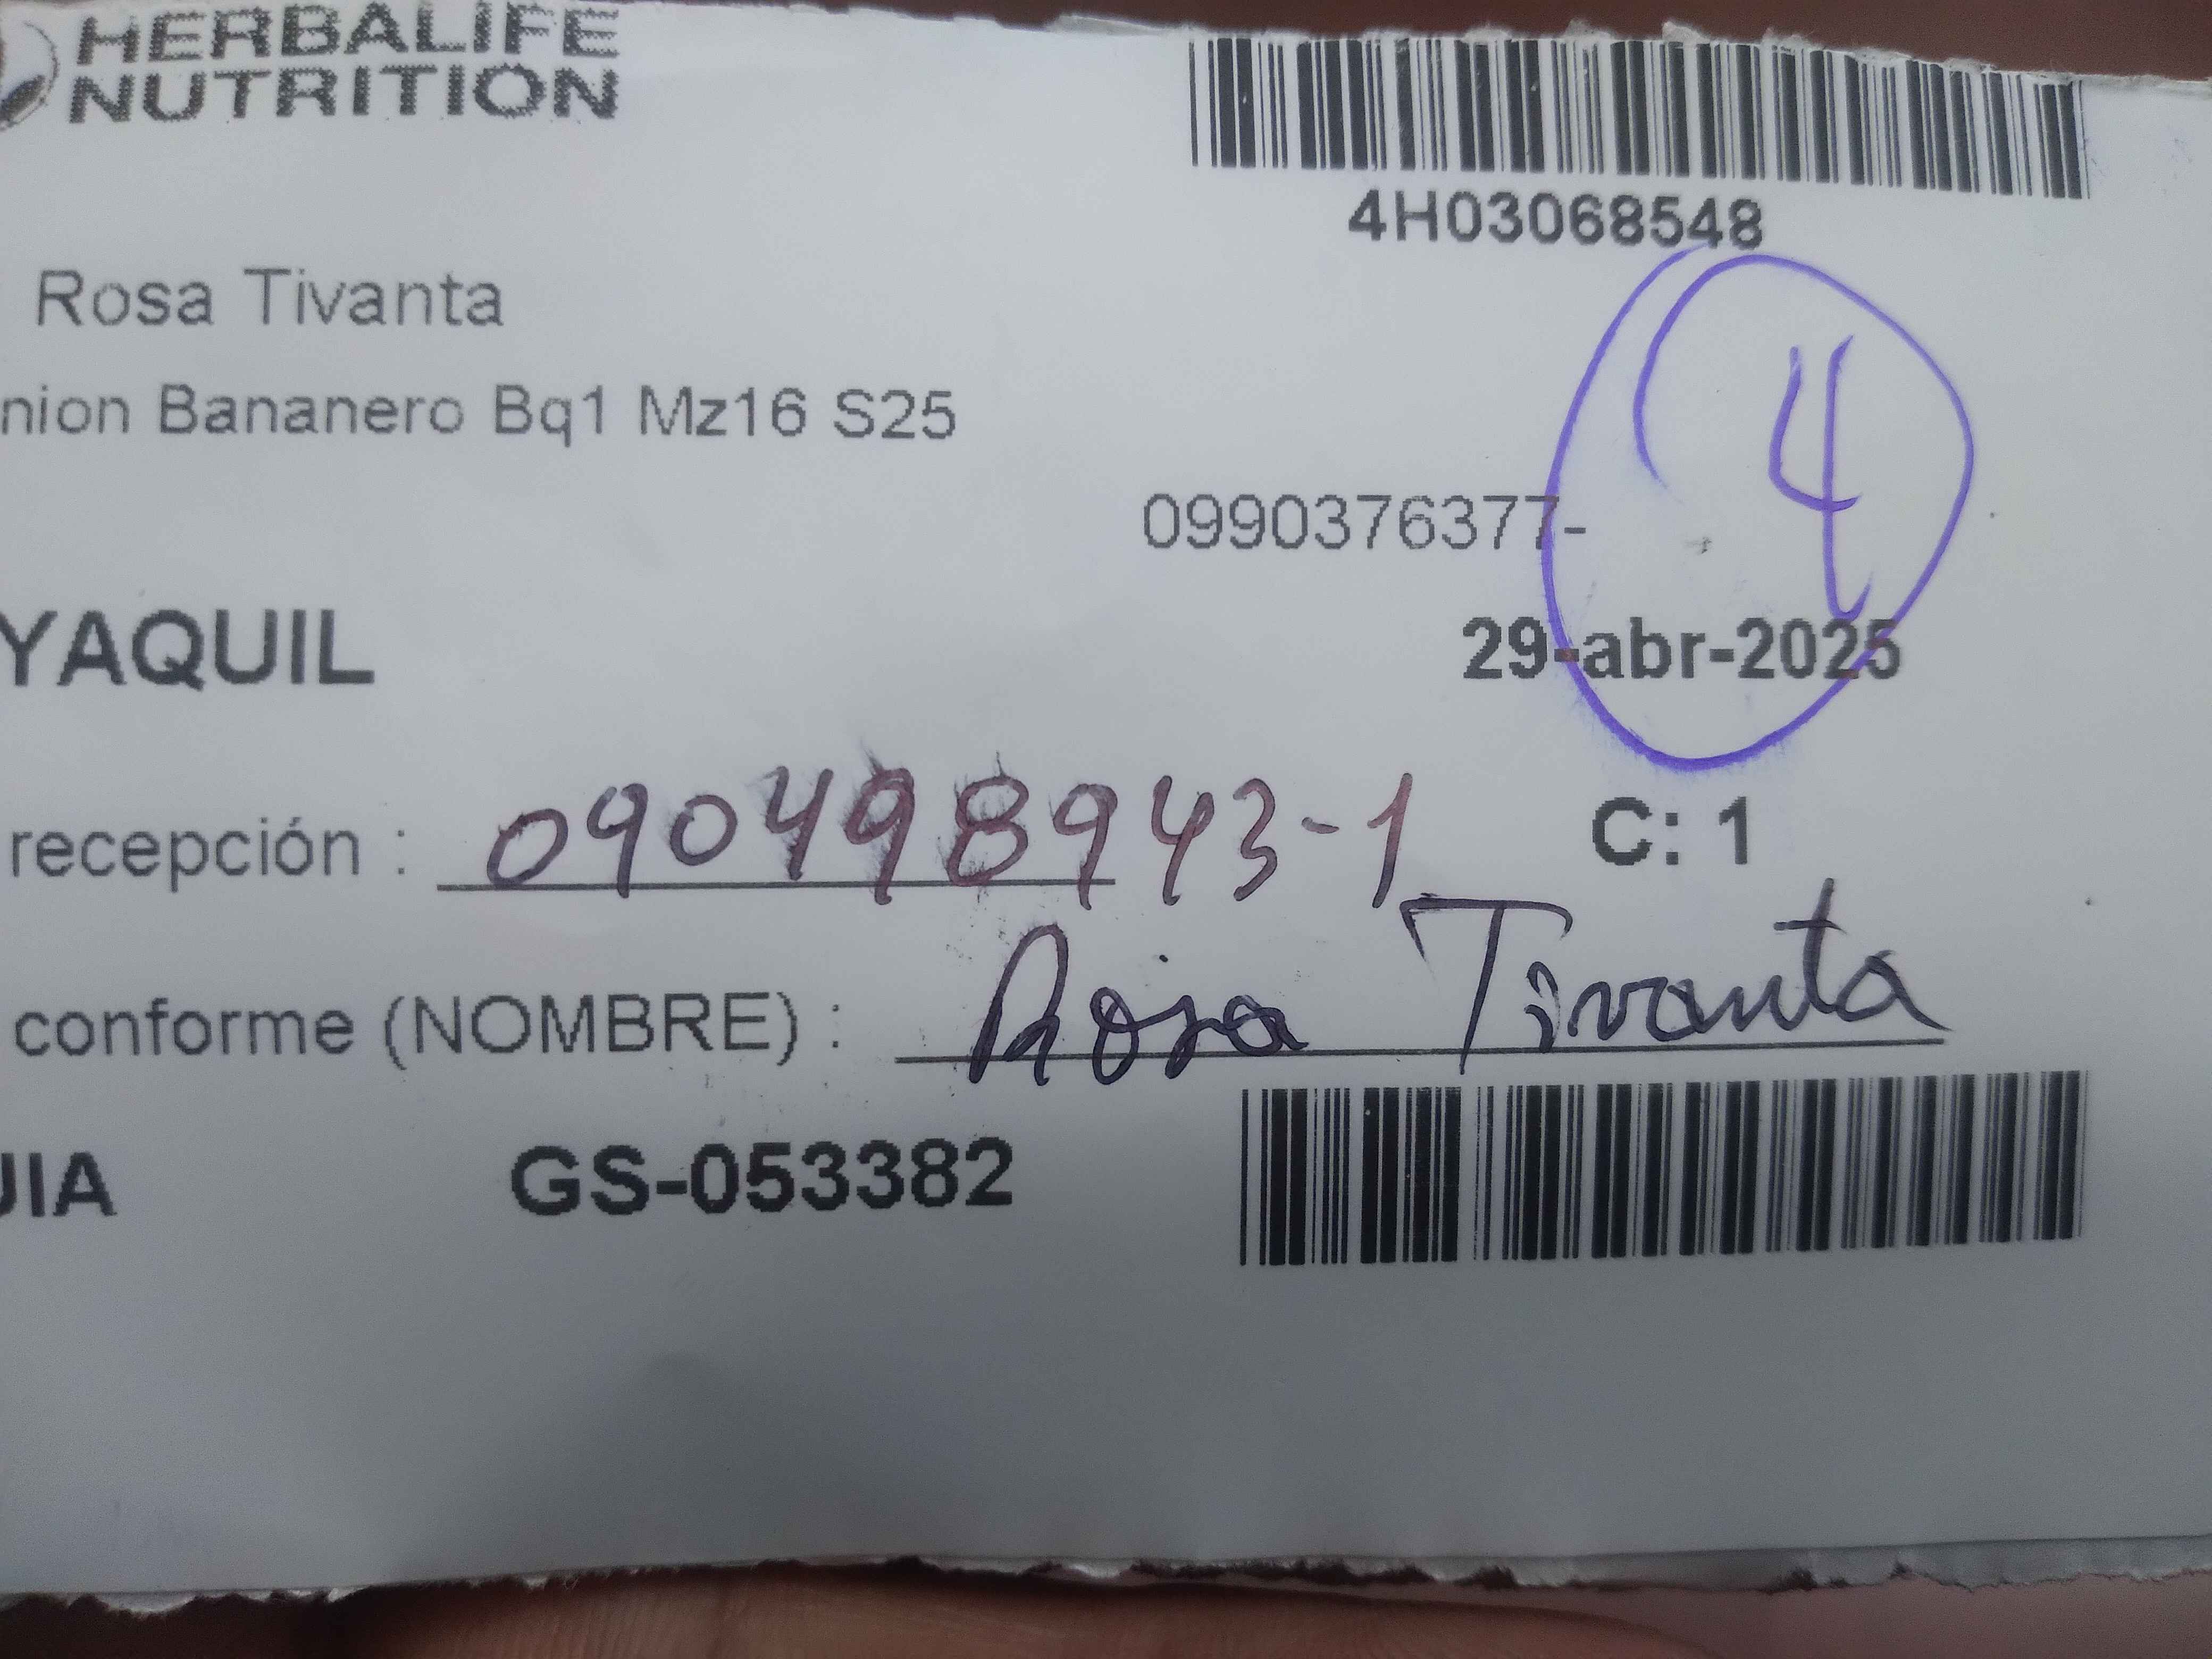 HERBALIFE
NUTRITION
4H03068548
Rosa Tivanta
nion Bananero Bq1 Mz16 S25
4
0990376377-
YAQUIL
29-abr-2025
recepción : 090498943-1
C: 1
conforme (NOMBRE) : Rosa Tivanta
UIA GS-053382